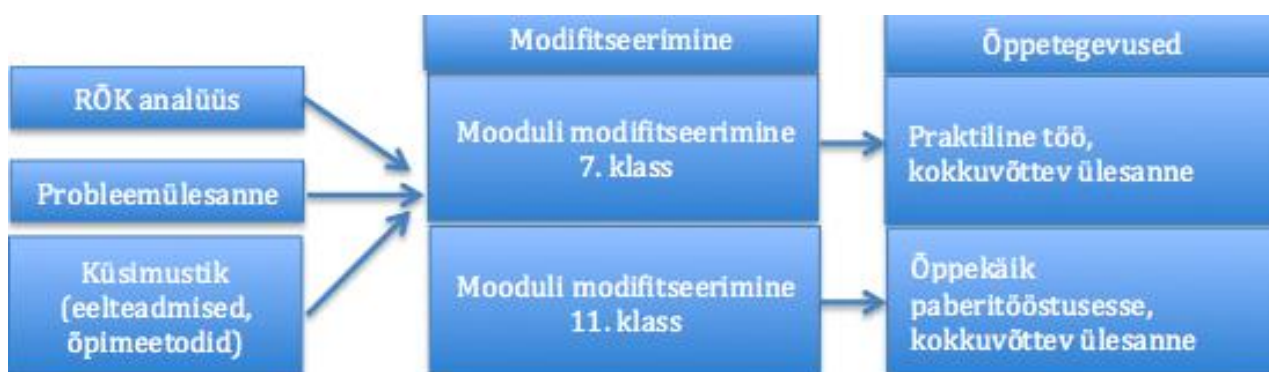 RÕK analüüs
Probleemülesanne
Küsimustik
(eelteadmised,
õpimeetodid)
Modifitseerimine
Mooduli modifitseerimine
7. klass
Mooduli modifitseerimine
11. klass
Õppetegevused
Praktiline töö,
kokkuvõttev ülesanne
Õppekäik
paberitööstusesse,
kokkuvõttev ülesanne